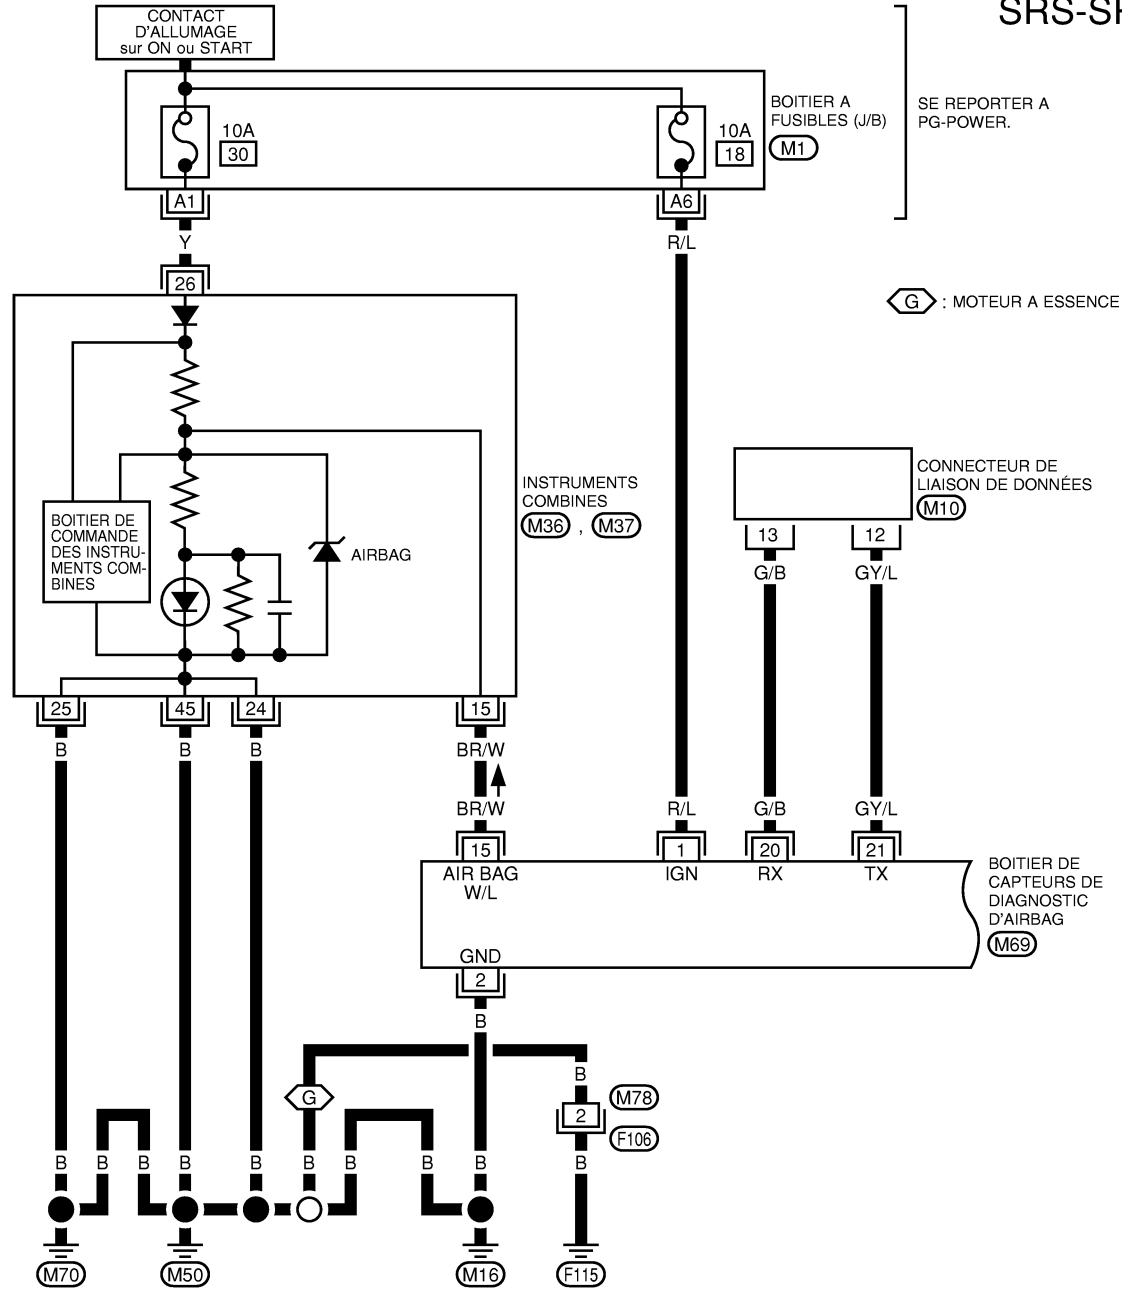 SRS-SR
CONTACT
D'ALLUMAGE
sur ON ou START
BOITIER A
FUSIBLES (J/B)
M1
SE REPORTER A
PG-POWER.
10A
30
10A
18
A1
A6
Y
R/L
26
G : MOTEUR A ESSENCE
INSTRUMENTS
COMBINES
M36 , M37
CONNECTEUR DE
LIAISON DE DONNÉES
M10
BOITIER DE
COMMANDE
DES INSTRU-
MENTS COM-
BINES
AIRBAG
13
12
G/B
GY/L
25
45
24
15
B
B
B
BR/W
BR/W
R/L
G/B
GY/L
15
1
20
21
AIR BAG
W/L
IGN
RX
TX
BOITIER DE
CAPTEURS DE
DIAGNOSTIC
D'AIRBAG
M69
GND
2
B
B
G
2
M78
F106
B
B
B
B
B
B
B
B
B
B
M70
M50
M16
F115